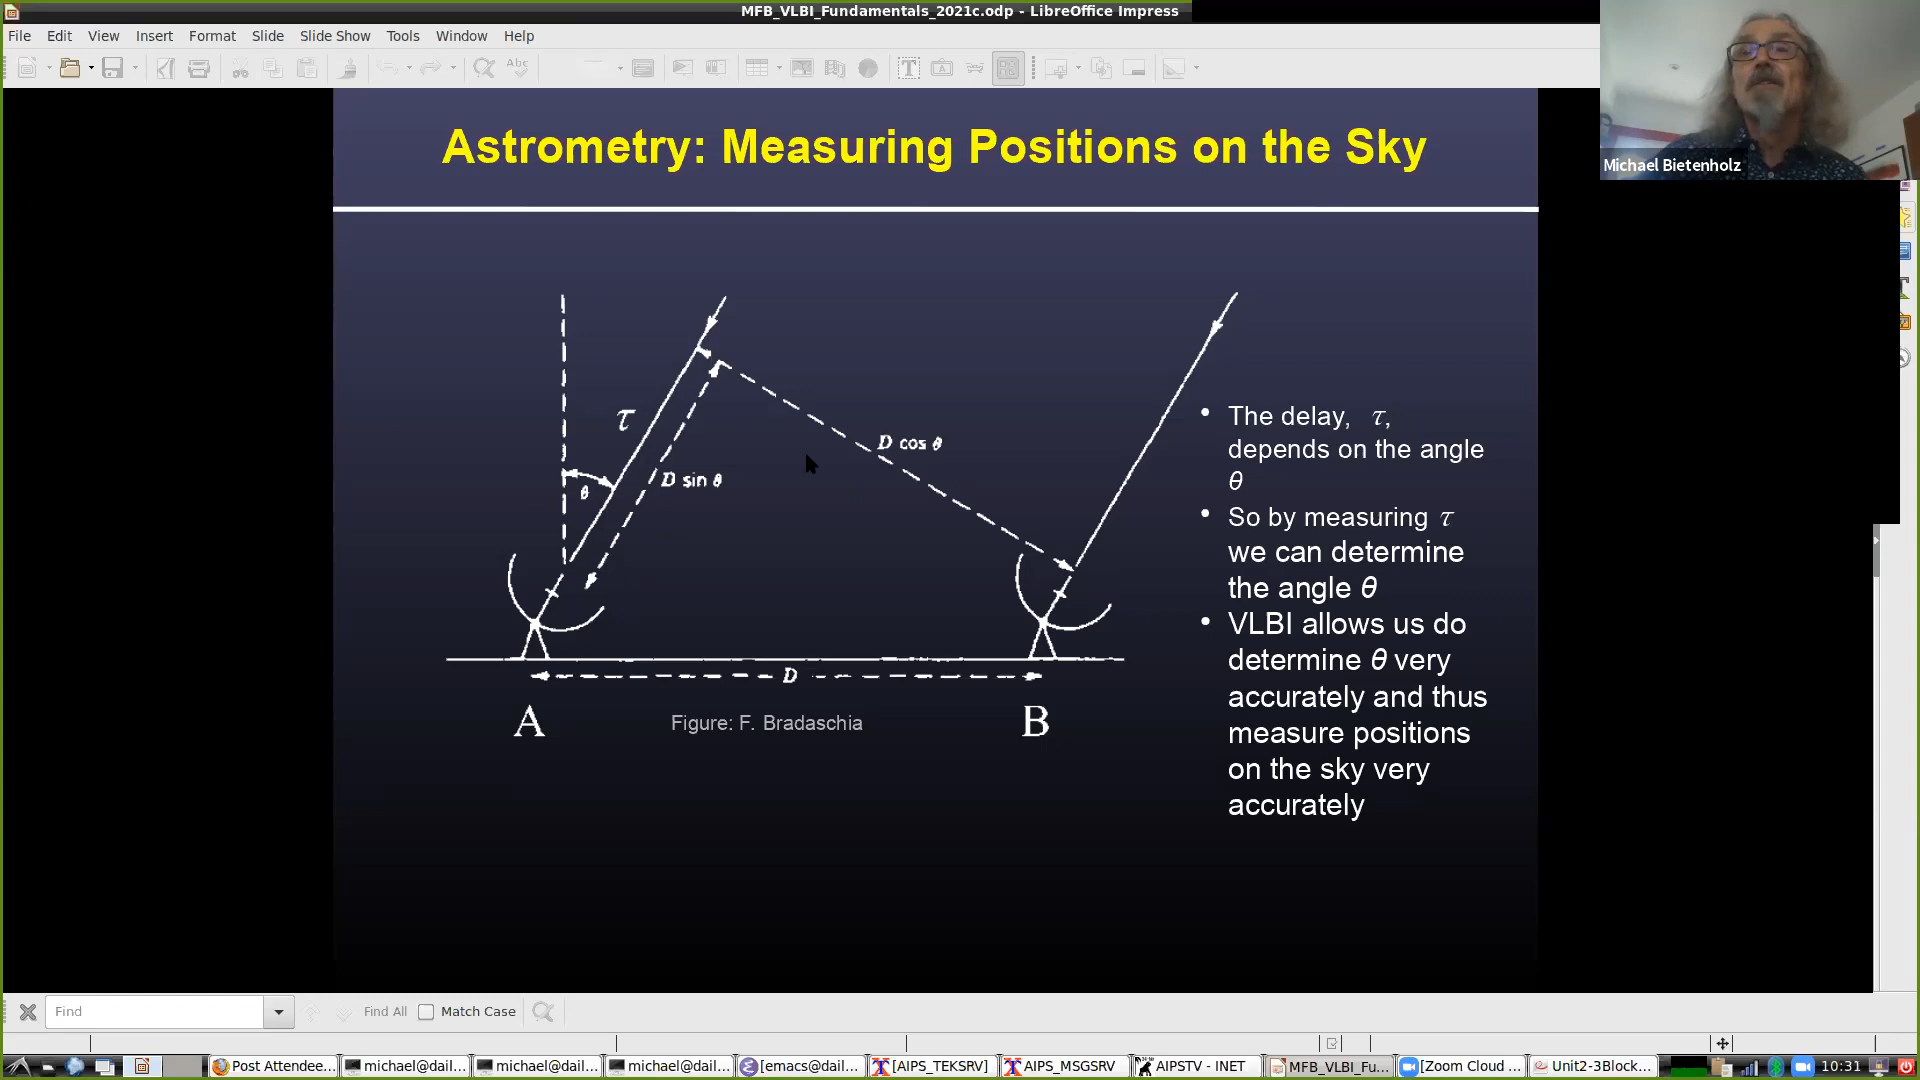 MFB_VLBI_Fundamentals_2021c.odp - LibreOffice Impress
File Edit View Insert Format Slide Slide Show Tools Window Help
Michael Bietenholz
Astrometry: Measuring Positions on the Sky
τ
D cos θ
D sin θ
θ
D
A
B
Figure: F. Bradaschia
• The delay, τ,
depends on the angle
θ
• So by measuring τ
we can determine
the angle θ
• VLBI allows us do
determine θ very
accurately and thus
measure positions
on the sky very
accurately
Find
Find All
Match Case
Post Attendee...
michael@dail...
michael@dail...
michael@dail...
[emacs@dail...
[AIPS_TEKSRV]
AIPS_MSGSRV
AIPSTV - INET
MFB_VLBI_Fu...
[Zoom Cloud ...
Unit2-3Block...
10:31